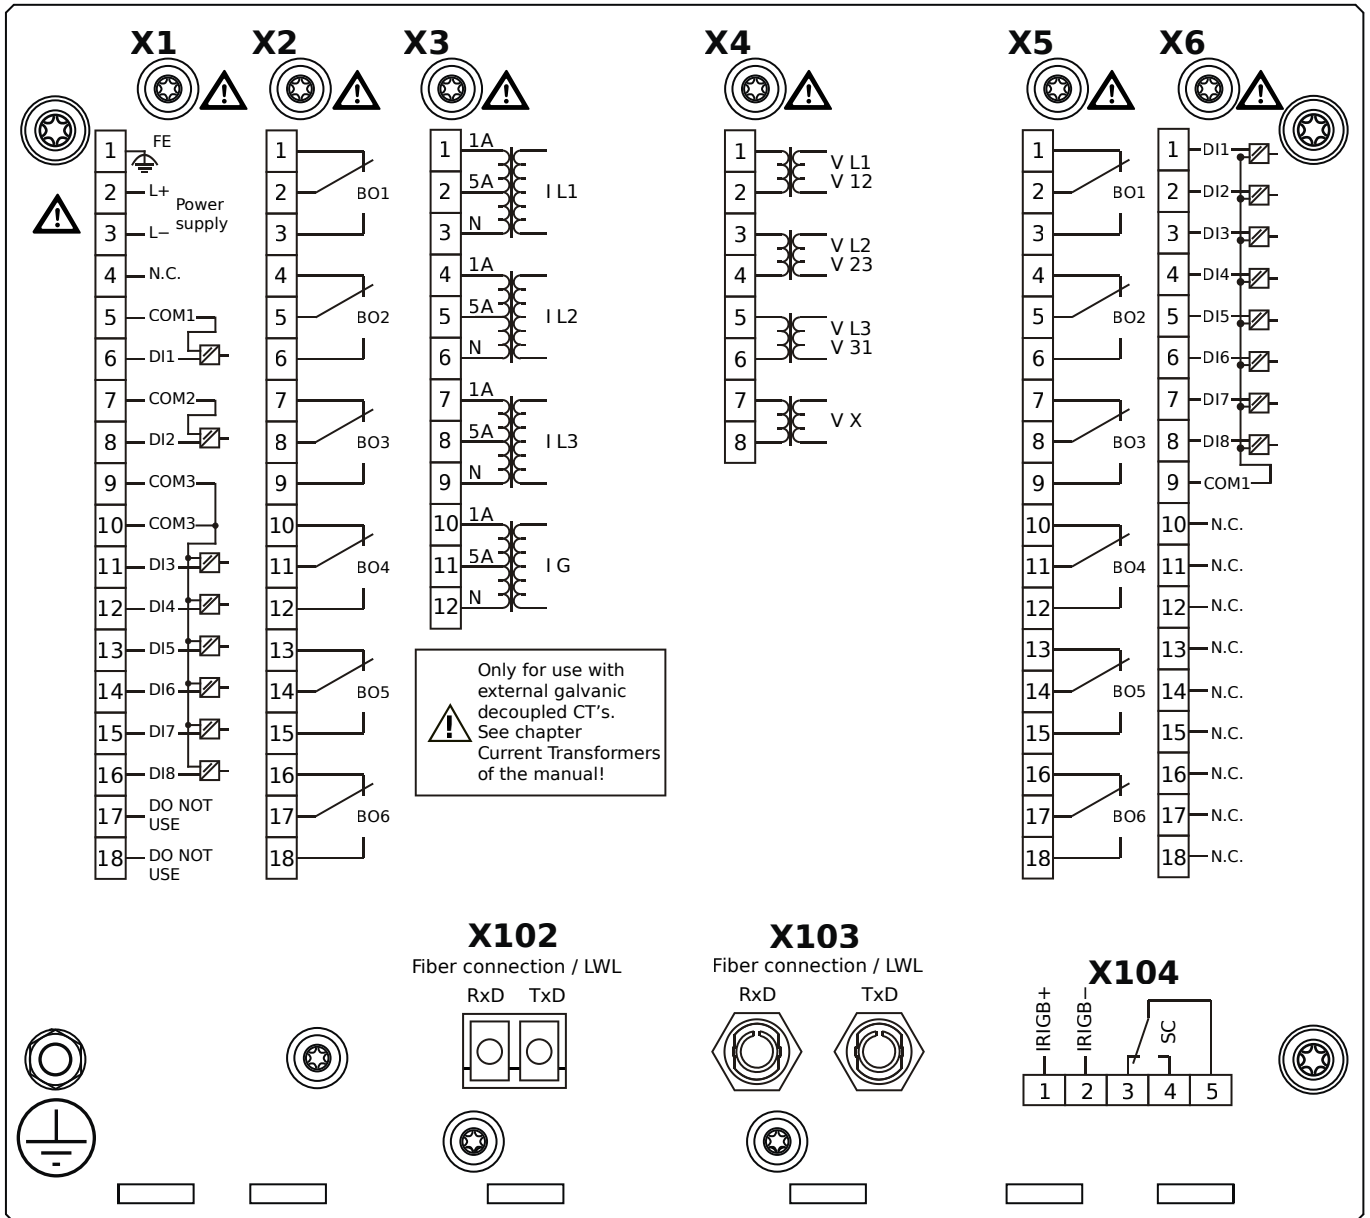 X1
X2
X3
X4
X5
X6
1 FE
2 L+
Power
supply
3 L−
4 N.C.
5 COM1
6 DI1
7 COM2
8 DI2
9 COM3
10 COM3
11 DI3
12 DI4
13 DI5
14 DI6
15 DI7
16 DI8
17 DO NOT
USE
18 DO NOT
USE
1
2 BO1
3
4
5 BO2
6
7
8 BO3
9
10
11 BO4
12
13
14 BO5
15
16
17 BO6
18
1 1A
2 5A I L1
3 N
4 1A
5 5A I L2
6 N
7 1A
8 5A I L3
9 N
10 1A
11 5A I G
12 N
Only for use with
external galvanic
decoupled CT's.
See chapter
Current Transformers
of the manual!
1 V L1
2 V 12
3 V L2
4 V 23
5 V L3
6 V 31
7 V X
8
1
2 BO1
3
4
5 BO2
6
7
8 BO3
9
10
11 BO4
12
13
14 BO5
15
16
17 BO6
18
1 DI1
2 DI2
3 DI3
4 DI4
5 DI5
6 DI6
7 DI7
8 DI8
9 COM1
10 N.C.
11 N.C.
12 N.C.
13 N.C.
14 N.C.
15 N.C.
16 N.C.
17 N.C.
18 N.C.
X102
Fiber connection / LWL
RxD TxD
X103
Fiber connection / LWL
RxD TxD
X104
IRIGB+
IRIGB−
SC
1 2 3 4 5